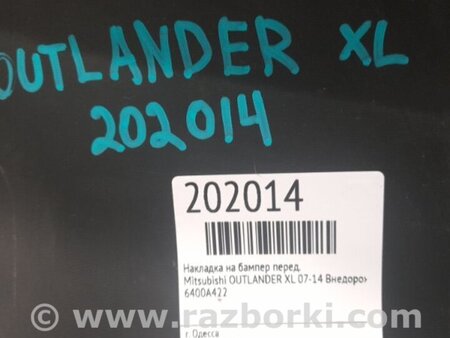 OUTLANDER XL
202014
202014
Накладка на бампер перед.
Mitsubishi OUTLANDER XL 07-14 Внедоро
6400A422
г. Одесса
www.razborki.com